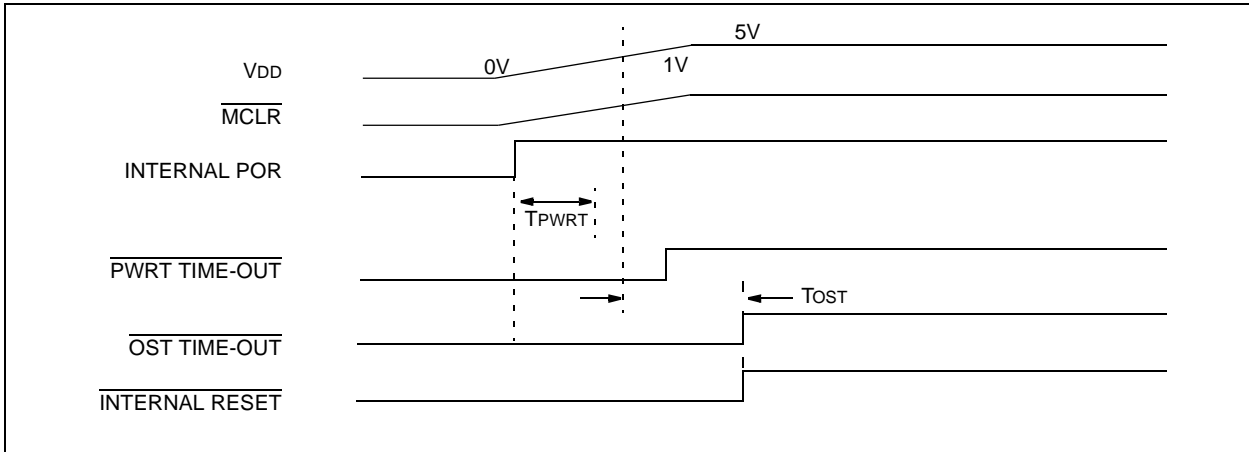 5V
VDD 0V 1V
MCLR
INTERNAL POR
TPWRT
PWRT TIME-OUT
TOST
OST TIME-OUT
INTERNAL RESET